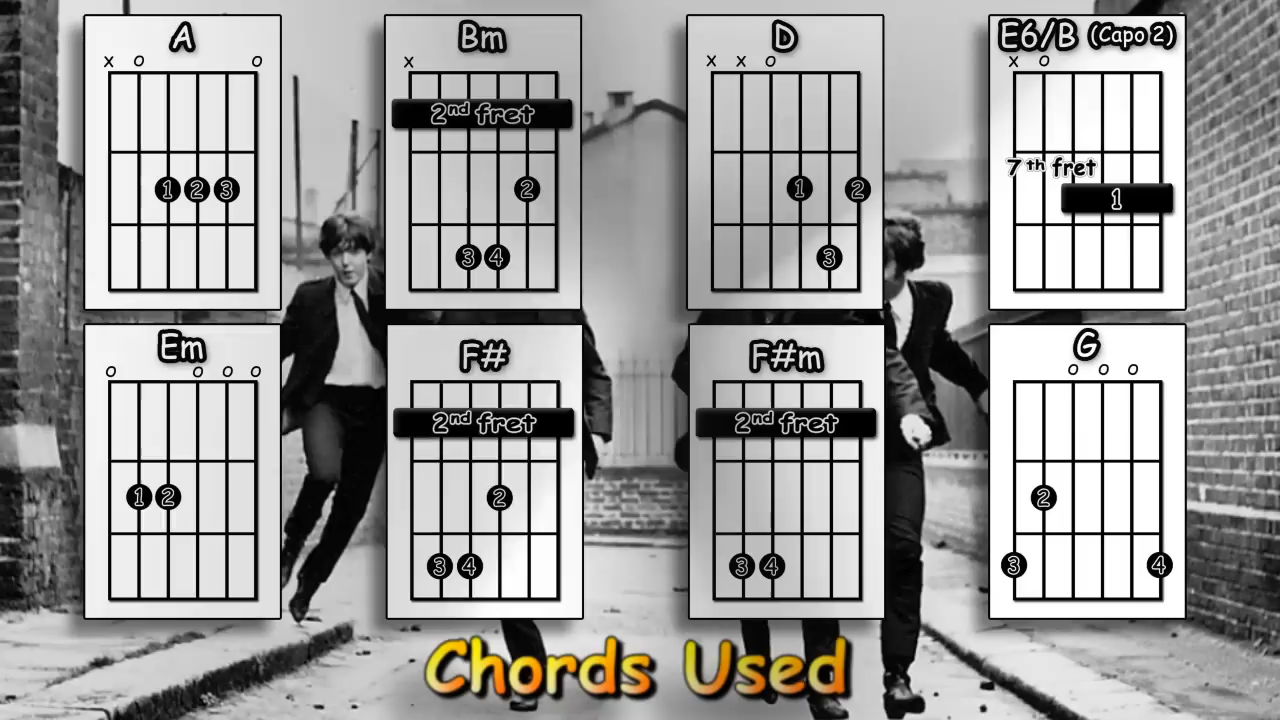 A
x o o
1 2 3
Bm
x
2nd fret
2
3 4
D
x x o
1 2
3
E6/B (Capo 2)
x o
7th fret
1
Em
o o o o
1 2
F#
2nd fret
2
3 4
F#m
2nd fret
3 4
G
o o o
2
3 4
Chords Used